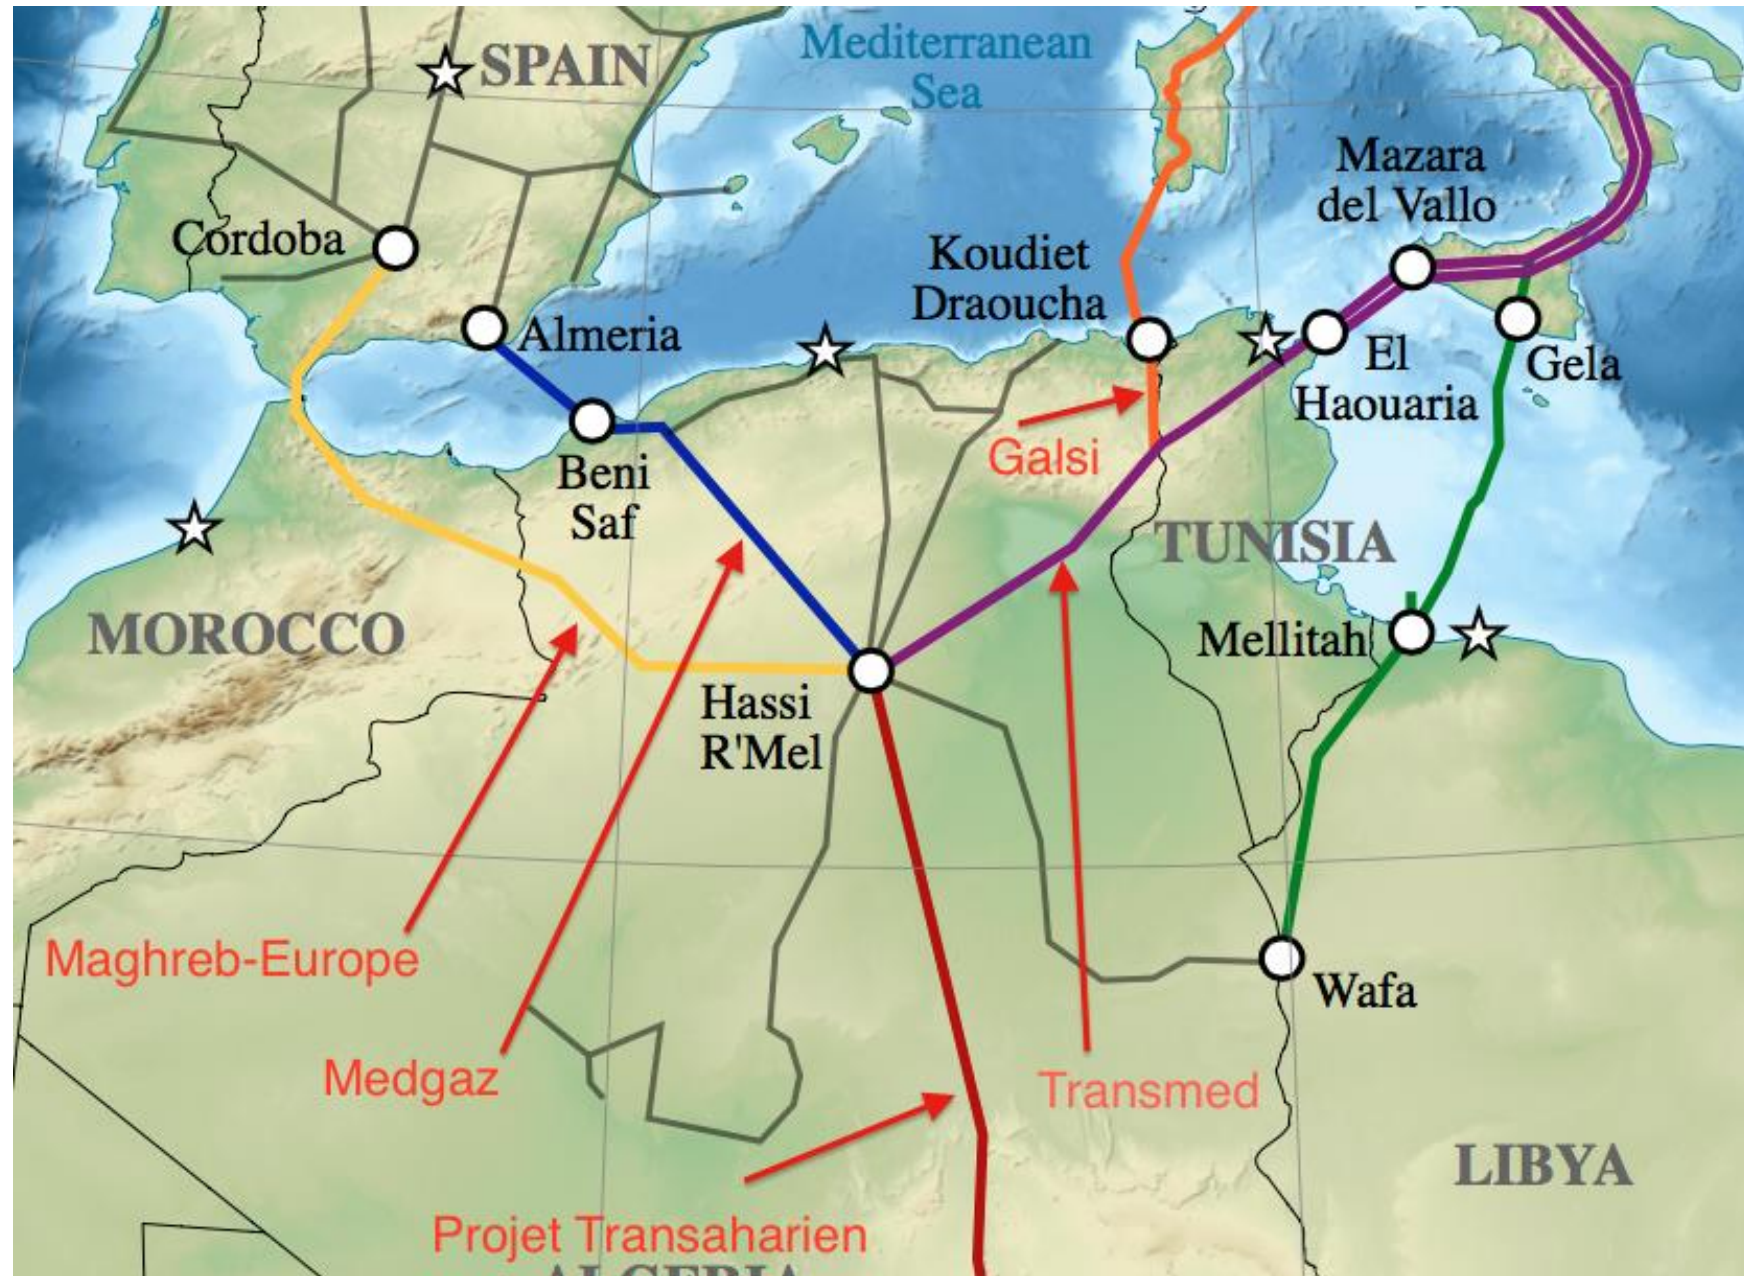 SPAIN
Mediterranean
Sea
Mazara
del Vallo
Cordoba
Koudiet
Draoucha
Almeria
El
Haouaria
Gela
Galsi
Beni
Saf
TUNISIA
MOROCCO
Mellitah
Hassi
R'Mel
Maghreb-Europe
Wafa
Medgaz
Transmed
LIBYA
Projet Transaharien
ALGERIA